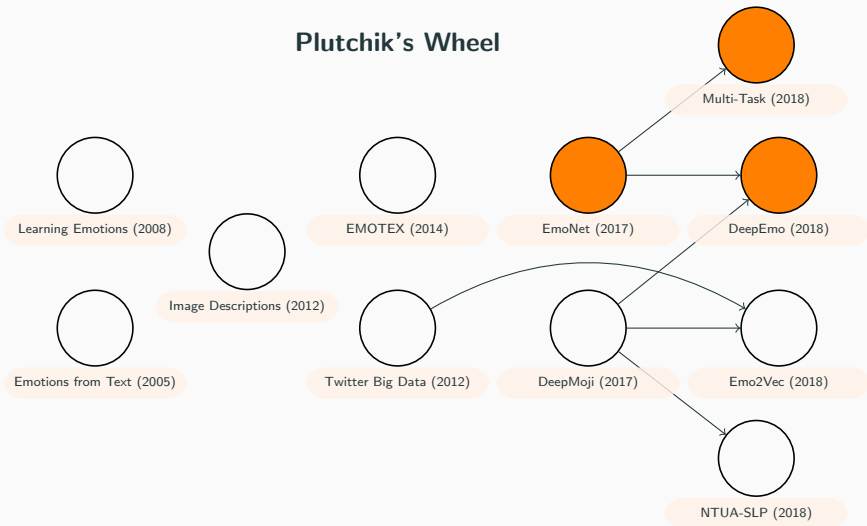 Plutchik's Wheel
Multi-Task (2018)
Learning Emotions (2008)
EMOTEX (2014)
EmoNet (2017)
DeepEmo (2018)
Image Descriptions (2012)
Emotions from Text (2005)
Twitter Big Data (2012)
DeepMoji (2017)
Emo2Vec (2018)
NTUA-SLP (2018)